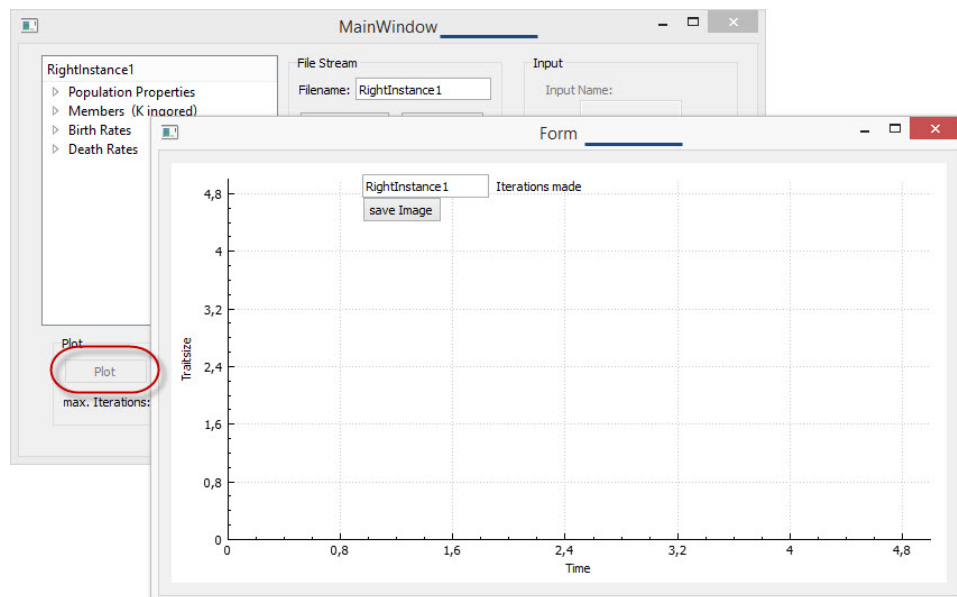 MainWindow
RightInstance1
Population Properties
Members (K ingored)
Birth Rates
Death Rates
File Stream
Filename: RightInstance1
Input
Input Name:
Plot
Plot
max. Iterations:
Form
RightInstance1 Iterations made
save Image
4,8
4
3,2
2,4
1,6
0,8
0
Traitsize
0 0,8 1,6 2,4 3,2 4 4,8
Time